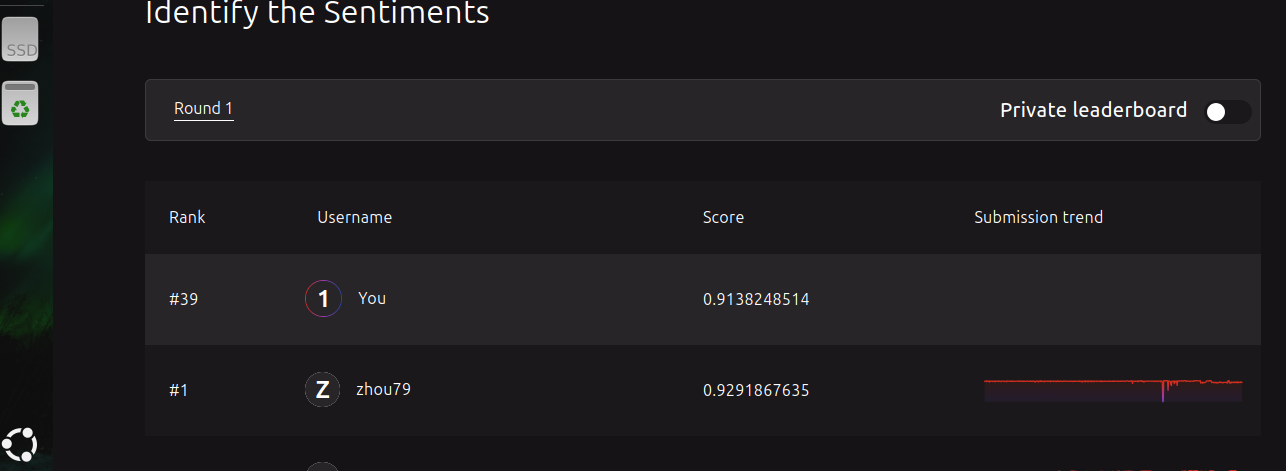 Identify the Sentiments
SSD
Round 1
Private leaderboard
Rank Username Score Submission trend
#39 1 You 0.9138248514
#1 Z zhou79 0.9291867635